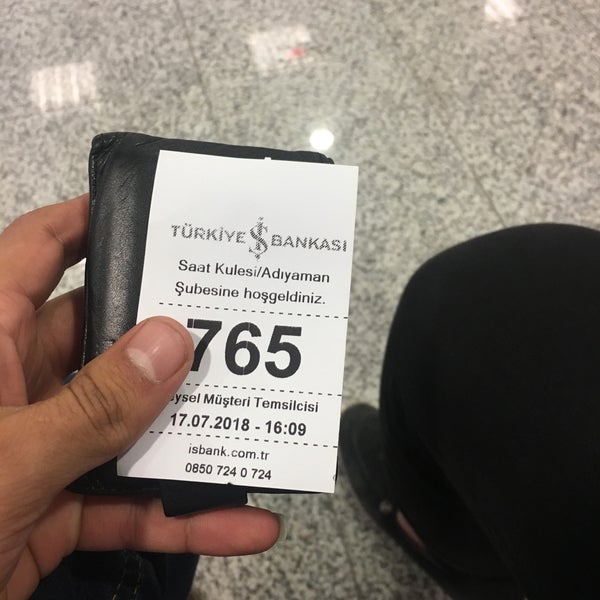 TÜRKİYE İŞ BANKASI
Saat Kulesi/Adıyaman
Şubesine hoşgeldiniz.
765
Müşteri Temsilcisi
17.07.2018 - 16:09
isbank.com.tr
0850 724 0 724